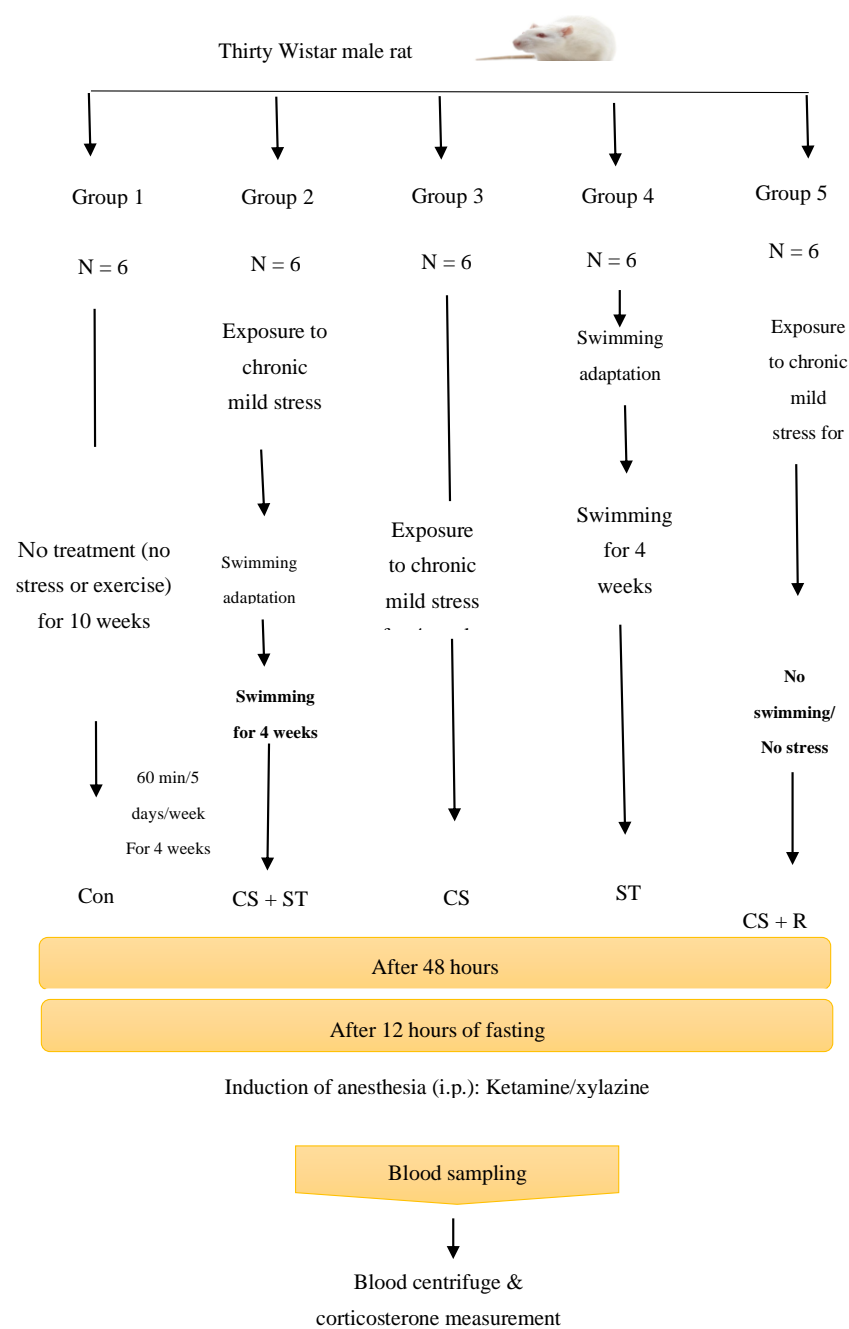 Thirty Wistar male rat
Group 1
Group 2
Group 3
Group 4
Group 5
N = 6
N = 6
N = 6
N = 6
N = 6
No treatment (no
stress or exercise)
for 10 weeks
Con
Exposure to
chronic
mild stress
Swimming
adaptation
Swimming
for 4 weeks
60 min/5
days/week
For 4 weeks
CS + ST
Exposure
to chronic
mild stress
CS
Swimming
adaptation
Swimming
for 4
weeks
ST
Exposure
to chronic
mild
stress for
No
swimming/
No stress
CS + R
After 48 hours
After 12 hours of fasting
Induction of anesthesia (i.p.): Ketamine/xylazine
Blood sampling
Blood centrifuge &
corticosterone measurement